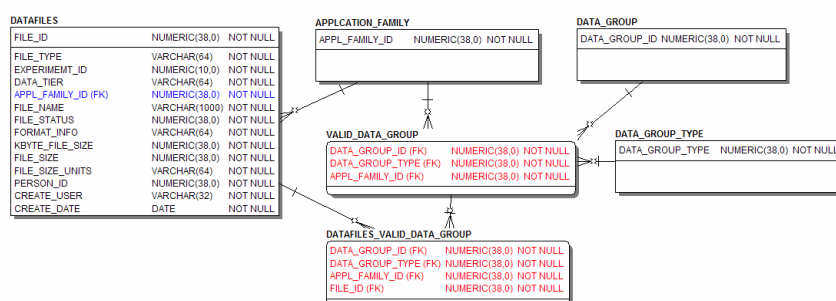 DATAFILES
FILE_ID NUMERIC(38,0) NOT NULL
FILE_TYPE VARCHAR(64) NOT NULL
EXPERIMEMT_ID NUMERIC(10,0) NOT NULL
DATA_TIER VARCHAR(64) NOT NULL
APPL_FAMILY_ID (FK) NUMERIC(38,0) NOT NULL
FILE_NAME VARCHAR(1000) NOT NULL
FILE_STATUS NUMERIC(38,0) NOT NULL
FORMAT_INFO VARCHAR(64) NOT NULL
KBYTE_FILE_SIZE NUMERIC(38,0) NOT NULL
FILE_SIZE NUMERIC(38,0) NOT NULL
FILE_SIZE_UNITS VARCHAR(64) NOT NULL
PERSON_ID NUMERIC(38,0) NOT NULL
CREATE_USER VARCHAR(32) NOT NULL
CREATE_DATE DATE NOT NULL
APPLCATION_FAMILY
APPL_FAMILY_ID NUMERIC(38,0) NOT NULL
DATA_GROUP
DATA_GROUP_ID NUMERIC(38,0) NOT NULL
VALID_DATA_GROUP
DATA_GROUP_ID (FK) NUMERIC(38,0) NOT NULL
DATA_GROUP_TYPE (FK) NUMERIC(38,0) NOT NULL
APPL_FAMILY_ID (FK) NUMERIC(38,0) NOT NULL
DATA_GROUP_TYPE
DATA_GROUP_TYPE NUMERIC(38,0) NOT NULL
DATAFILES_VALID_DATA_GROUP
DATA_GROUP_ID (FK) NUMERIC(38,0) NOT NULL
DATA_GROUP_TYPE (FK) NUMERIC(38,0) NOT NULL
APPL_FAMILY_ID (FK) NUMERIC(38,0) NOT NULL
FILE_ID (FK) NUMERIC(38,0) NOT NULL